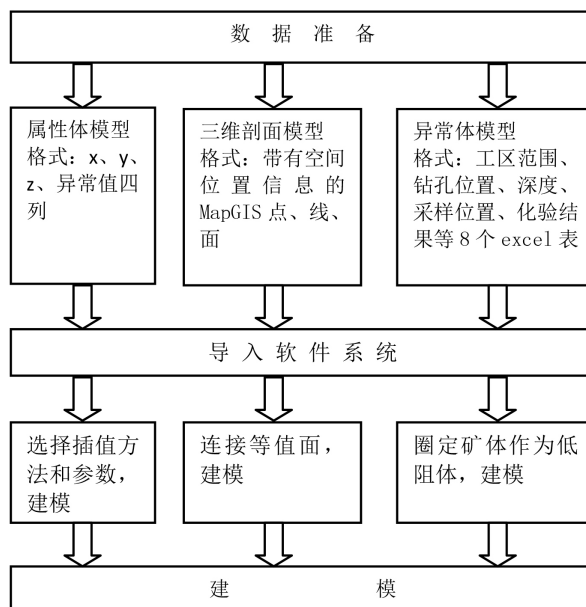 数据准备
属性体模型
格式：x、y、
z、异常值四
列
三维剖面模型
格式：带有空间
位置信息的
MapGIS 点、线、
面
异常体模型
格式：工区范围、
钻孔位置、深度、
采样位置、化验结
果等 8 个 excel 表
导入软件系统
选择插值方
法和参数，
建模
连接等值面，
建模
圈定矿体作为低
阻体，建模
建模